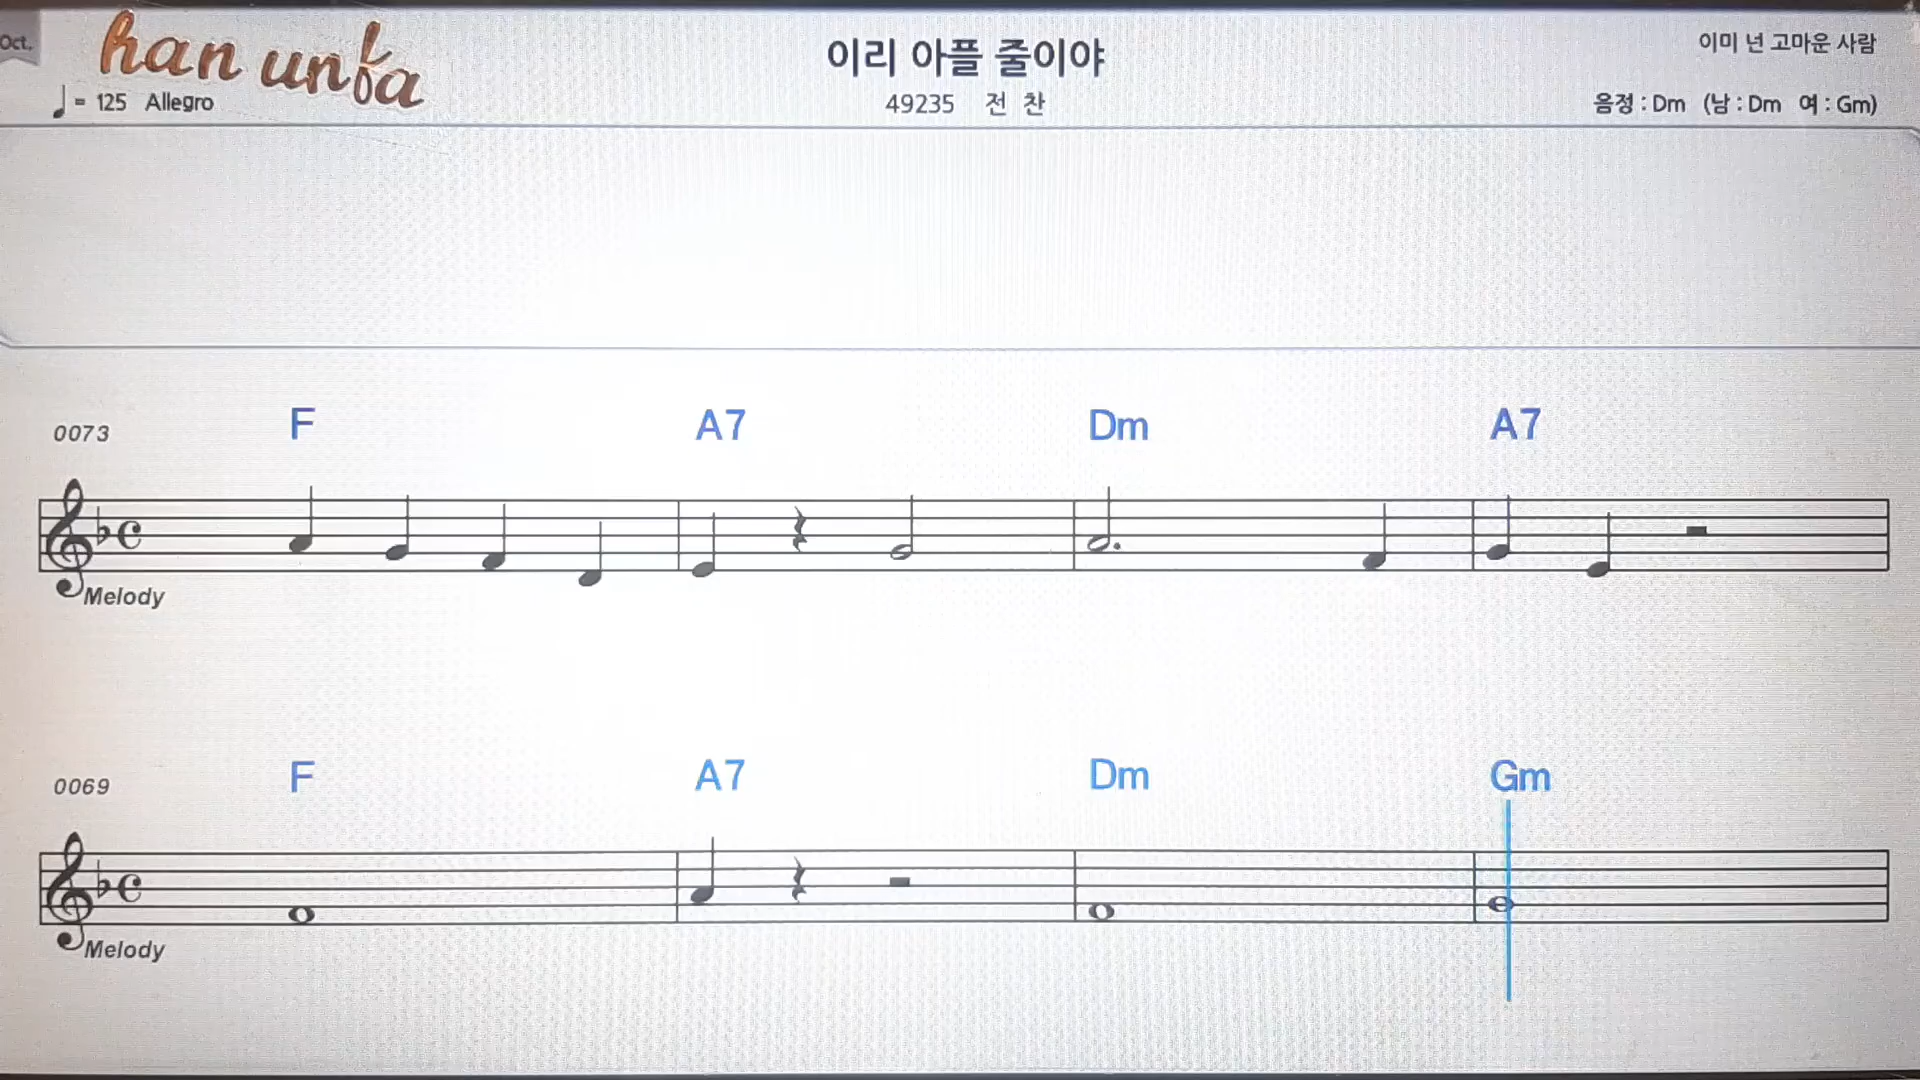 Oct.
han unfa
이리 아플 줄이야
이미 넌 고마운 사람
♩ = 125 Allegro
49235 전 찬
음정 : Dm (남 : Dm 여 : Gm)
0073 F A7 Dm A7
Melody
0069 F A7 Dm Gm
Melody